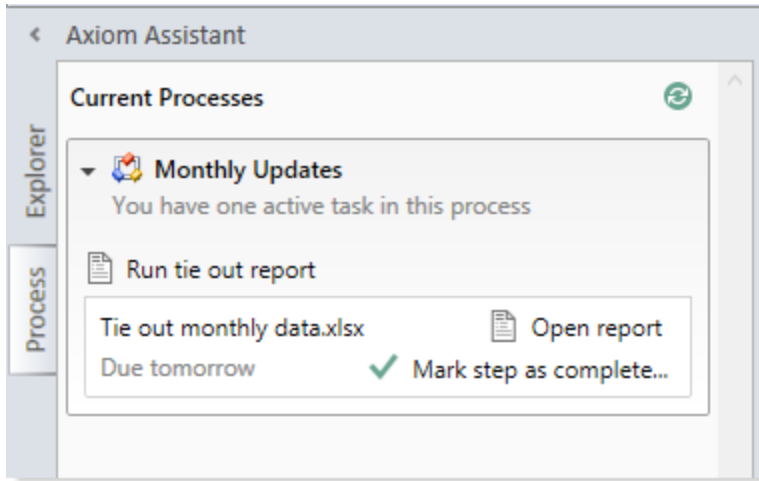 Axiom Assistant
Current Processes
Explorer
Process
Monthly Updates
You have one active task in this process
Run tie out report
Tie out monthly data.xlsx Open report
Due tomorrow Mark step as complete...